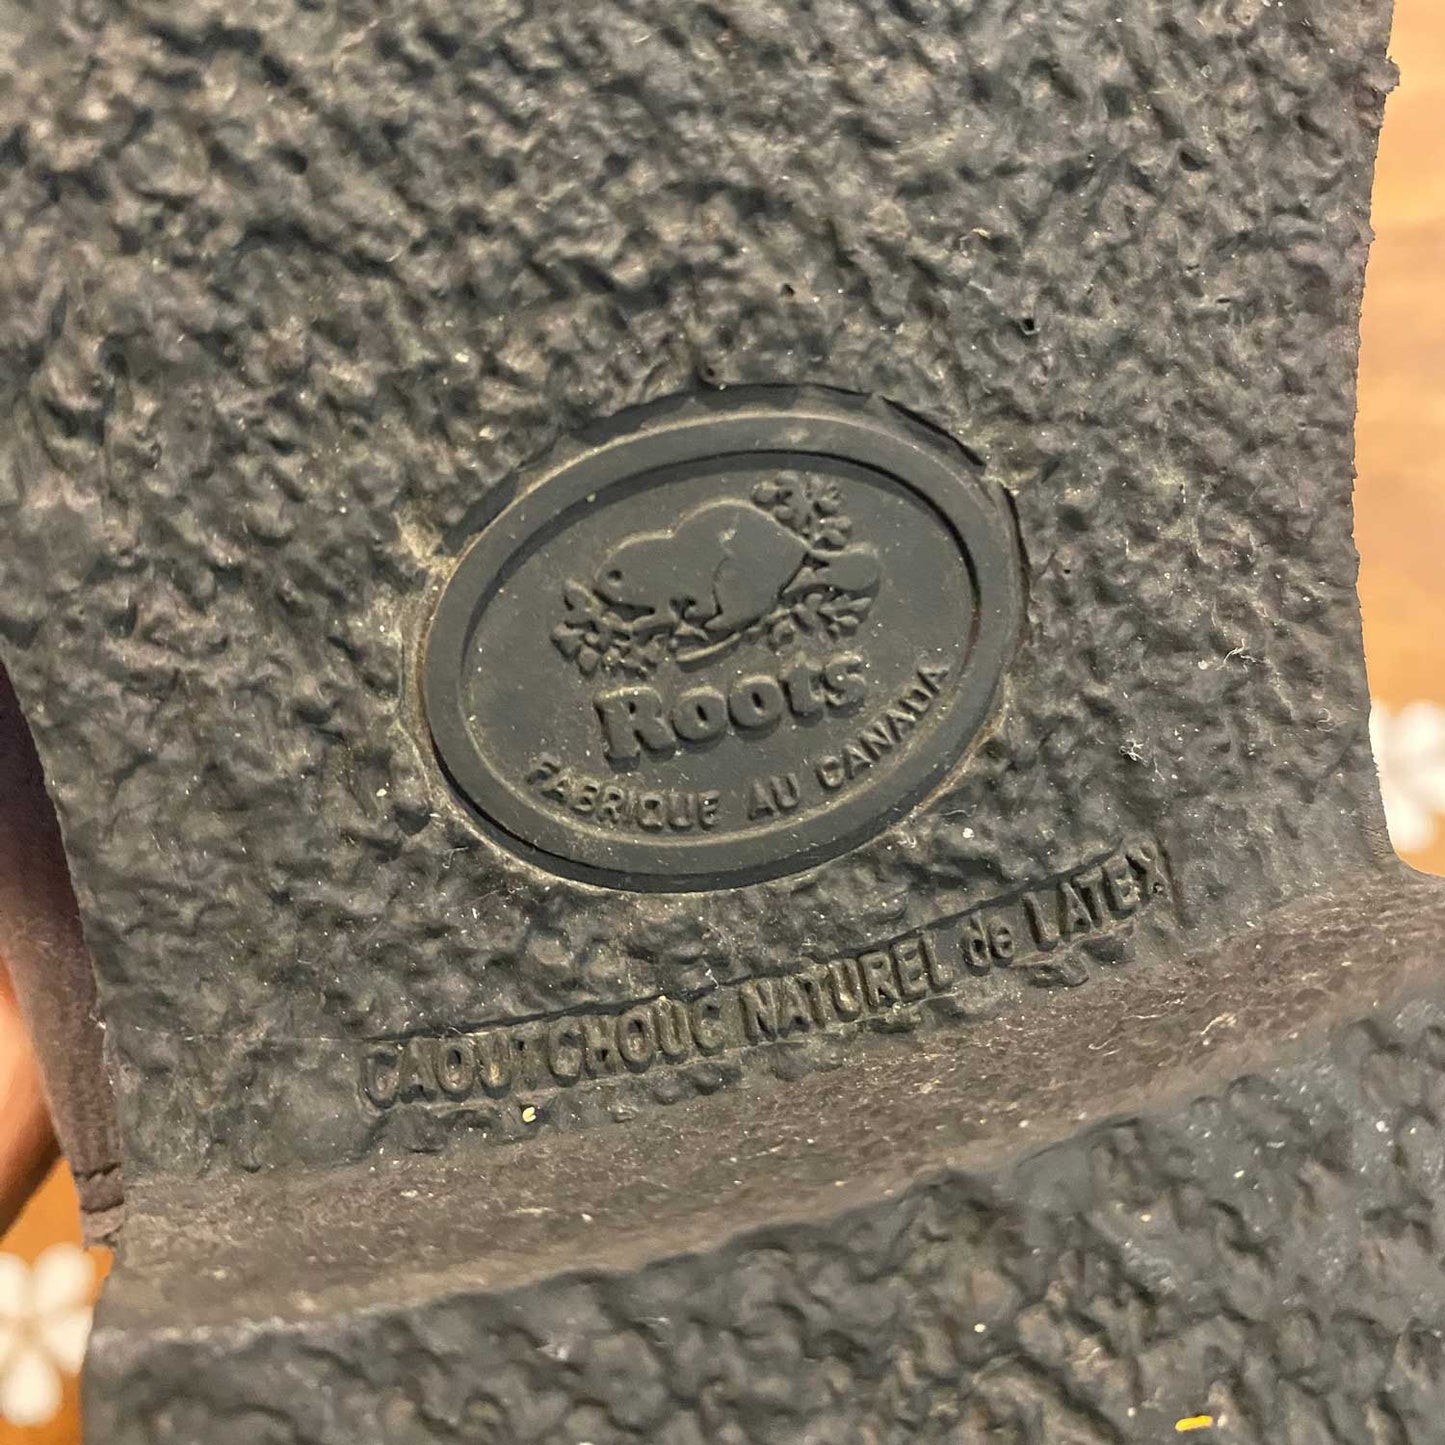 Roots
FABRIQUE AU CANADA
CAOUTCHOUC NATUREL de LATEX